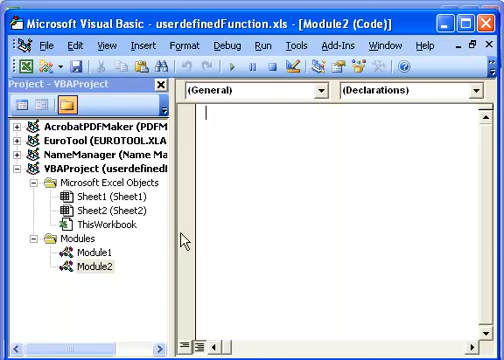 Microsoft Visual Basic - userdefinedFunction.xls - [Module2 (Code)]
File Edit View Insert Format Debug Run Tools Add-Ins Window Help
Project - VBAProject
(General) (Declarations)
AcrobatPDFMaker (PDFM
EuroTool (EUROTOOL.XLA
NameManager (Name Ma
VBAProject (userdefinedF
Microsoft Excel Objects
Sheet1 (Sheet1)
Sheet2 (Sheet2)
ThisWorkbook
Modules
Module1
Module2